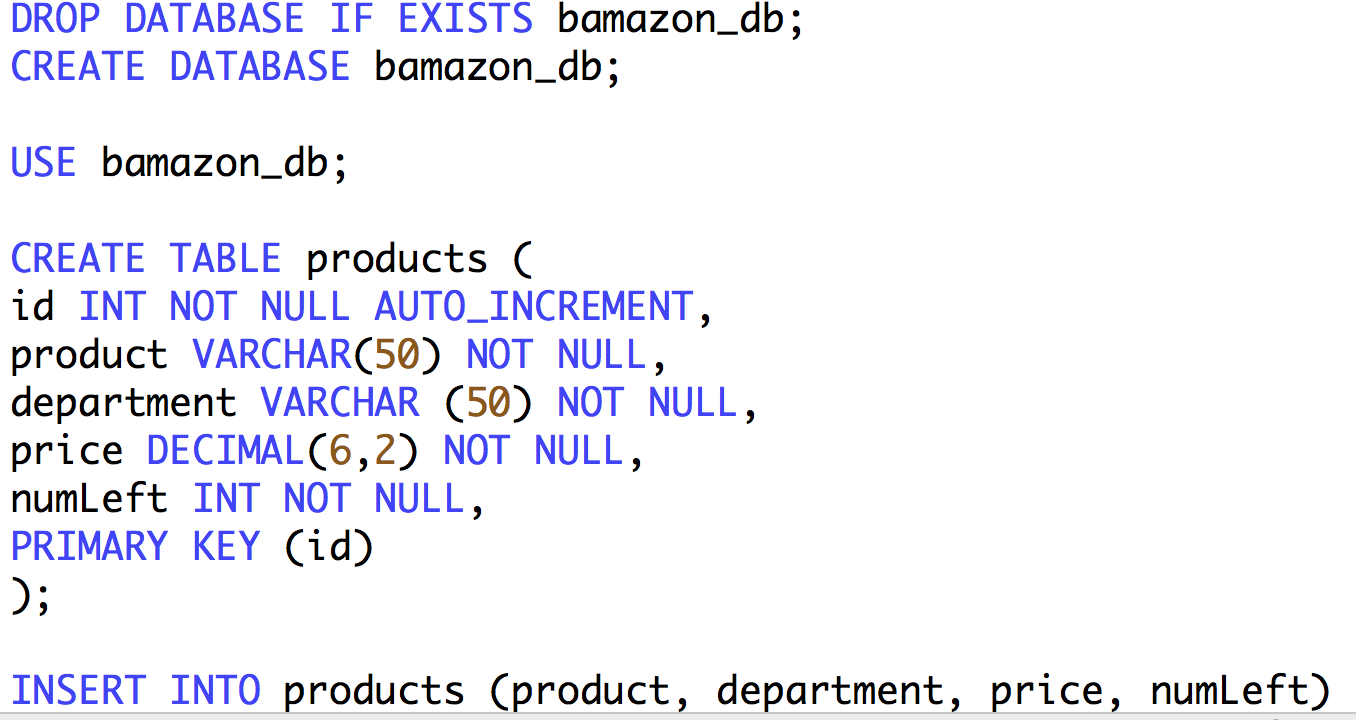 DROP DATABASE IF EXISTS bamazon_db;
CREATE DATABASE bamazon_db;
USE bamazon_db;
CREATE TABLE products (
id INT NOT NULL AUTO_INCREMENT,
product VARCHAR(50) NOT NULL,
department VARCHAR (50) NOT NULL,
price DECIMAL(6,2) NOT NULL,
numLeft INT NOT NULL,
PRIMARY KEY (id)
);
INSERT INTO products (product, department, price, numLeft)